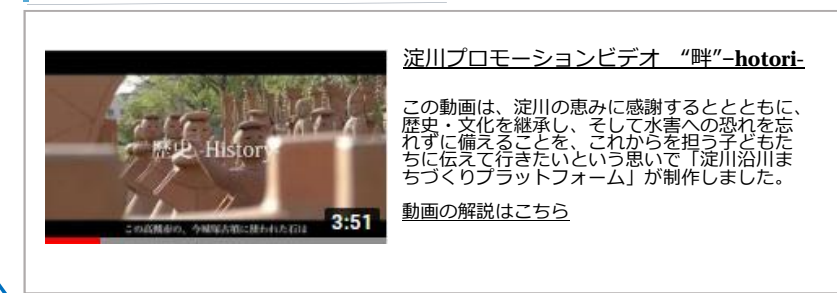 淀川プロモーションビデオ　“畔”–hotori-
歴史 -History
この動画は、淀川の恵みに感謝するととともに、
歴史・文化を継承し、そして水害への恐れを忘
れずに備えることを、これからを担う子どもた
ちに伝えて行きたいという思いで「淀川沿川ま
ちづくりプラットフォーム」が制作しました。
動画の解説はこちら
この高槻市の、今城塚古墳に使われた石は
3:51